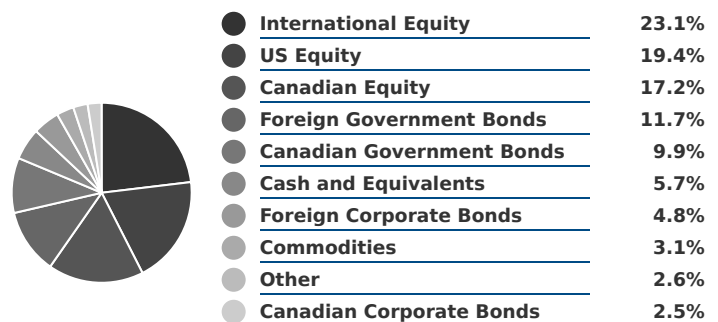 International Equity 23.1%
US Equity 19.4%
Canadian Equity 17.2%
Foreign Government Bonds 11.7%
Canadian Government Bonds 9.9%
Cash and Equivalents 5.7%
Foreign Corporate Bonds 4.8%
Commodities 3.1%
Other 2.6%
Canadian Corporate Bonds 2.5%